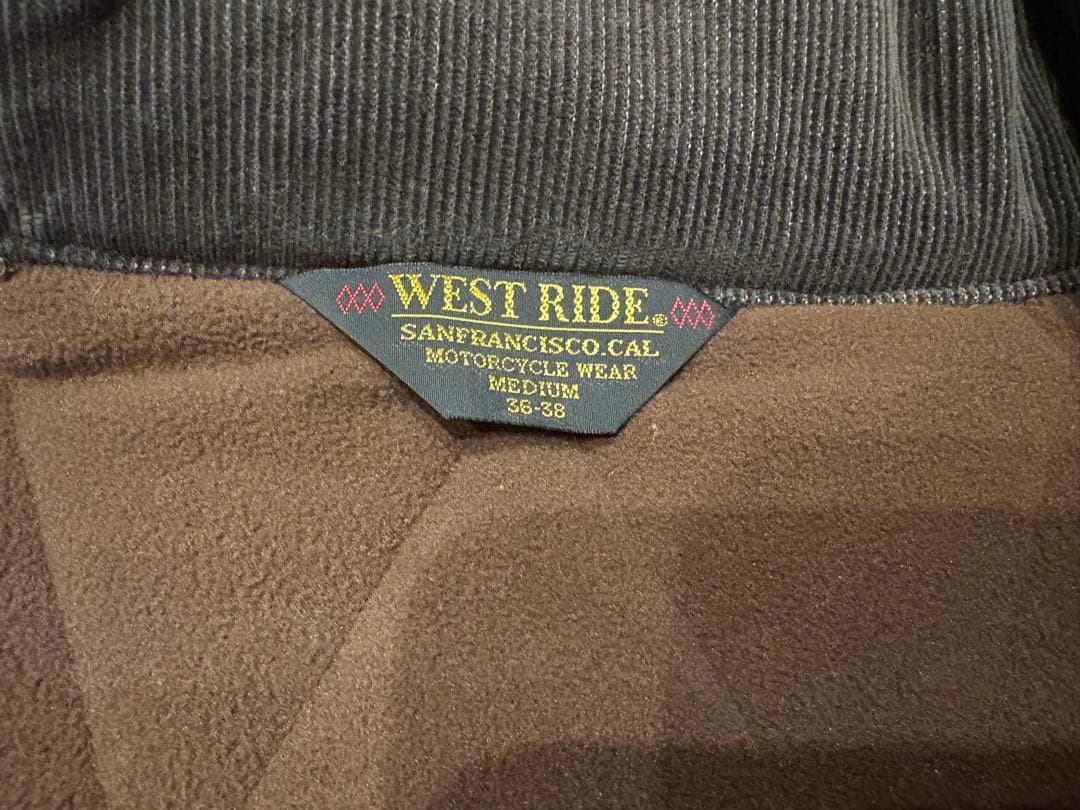 WEST RIDE®
SANFRANCISCO.CAL
MOTORCYCLE WEAR
MEDIUM
36-38